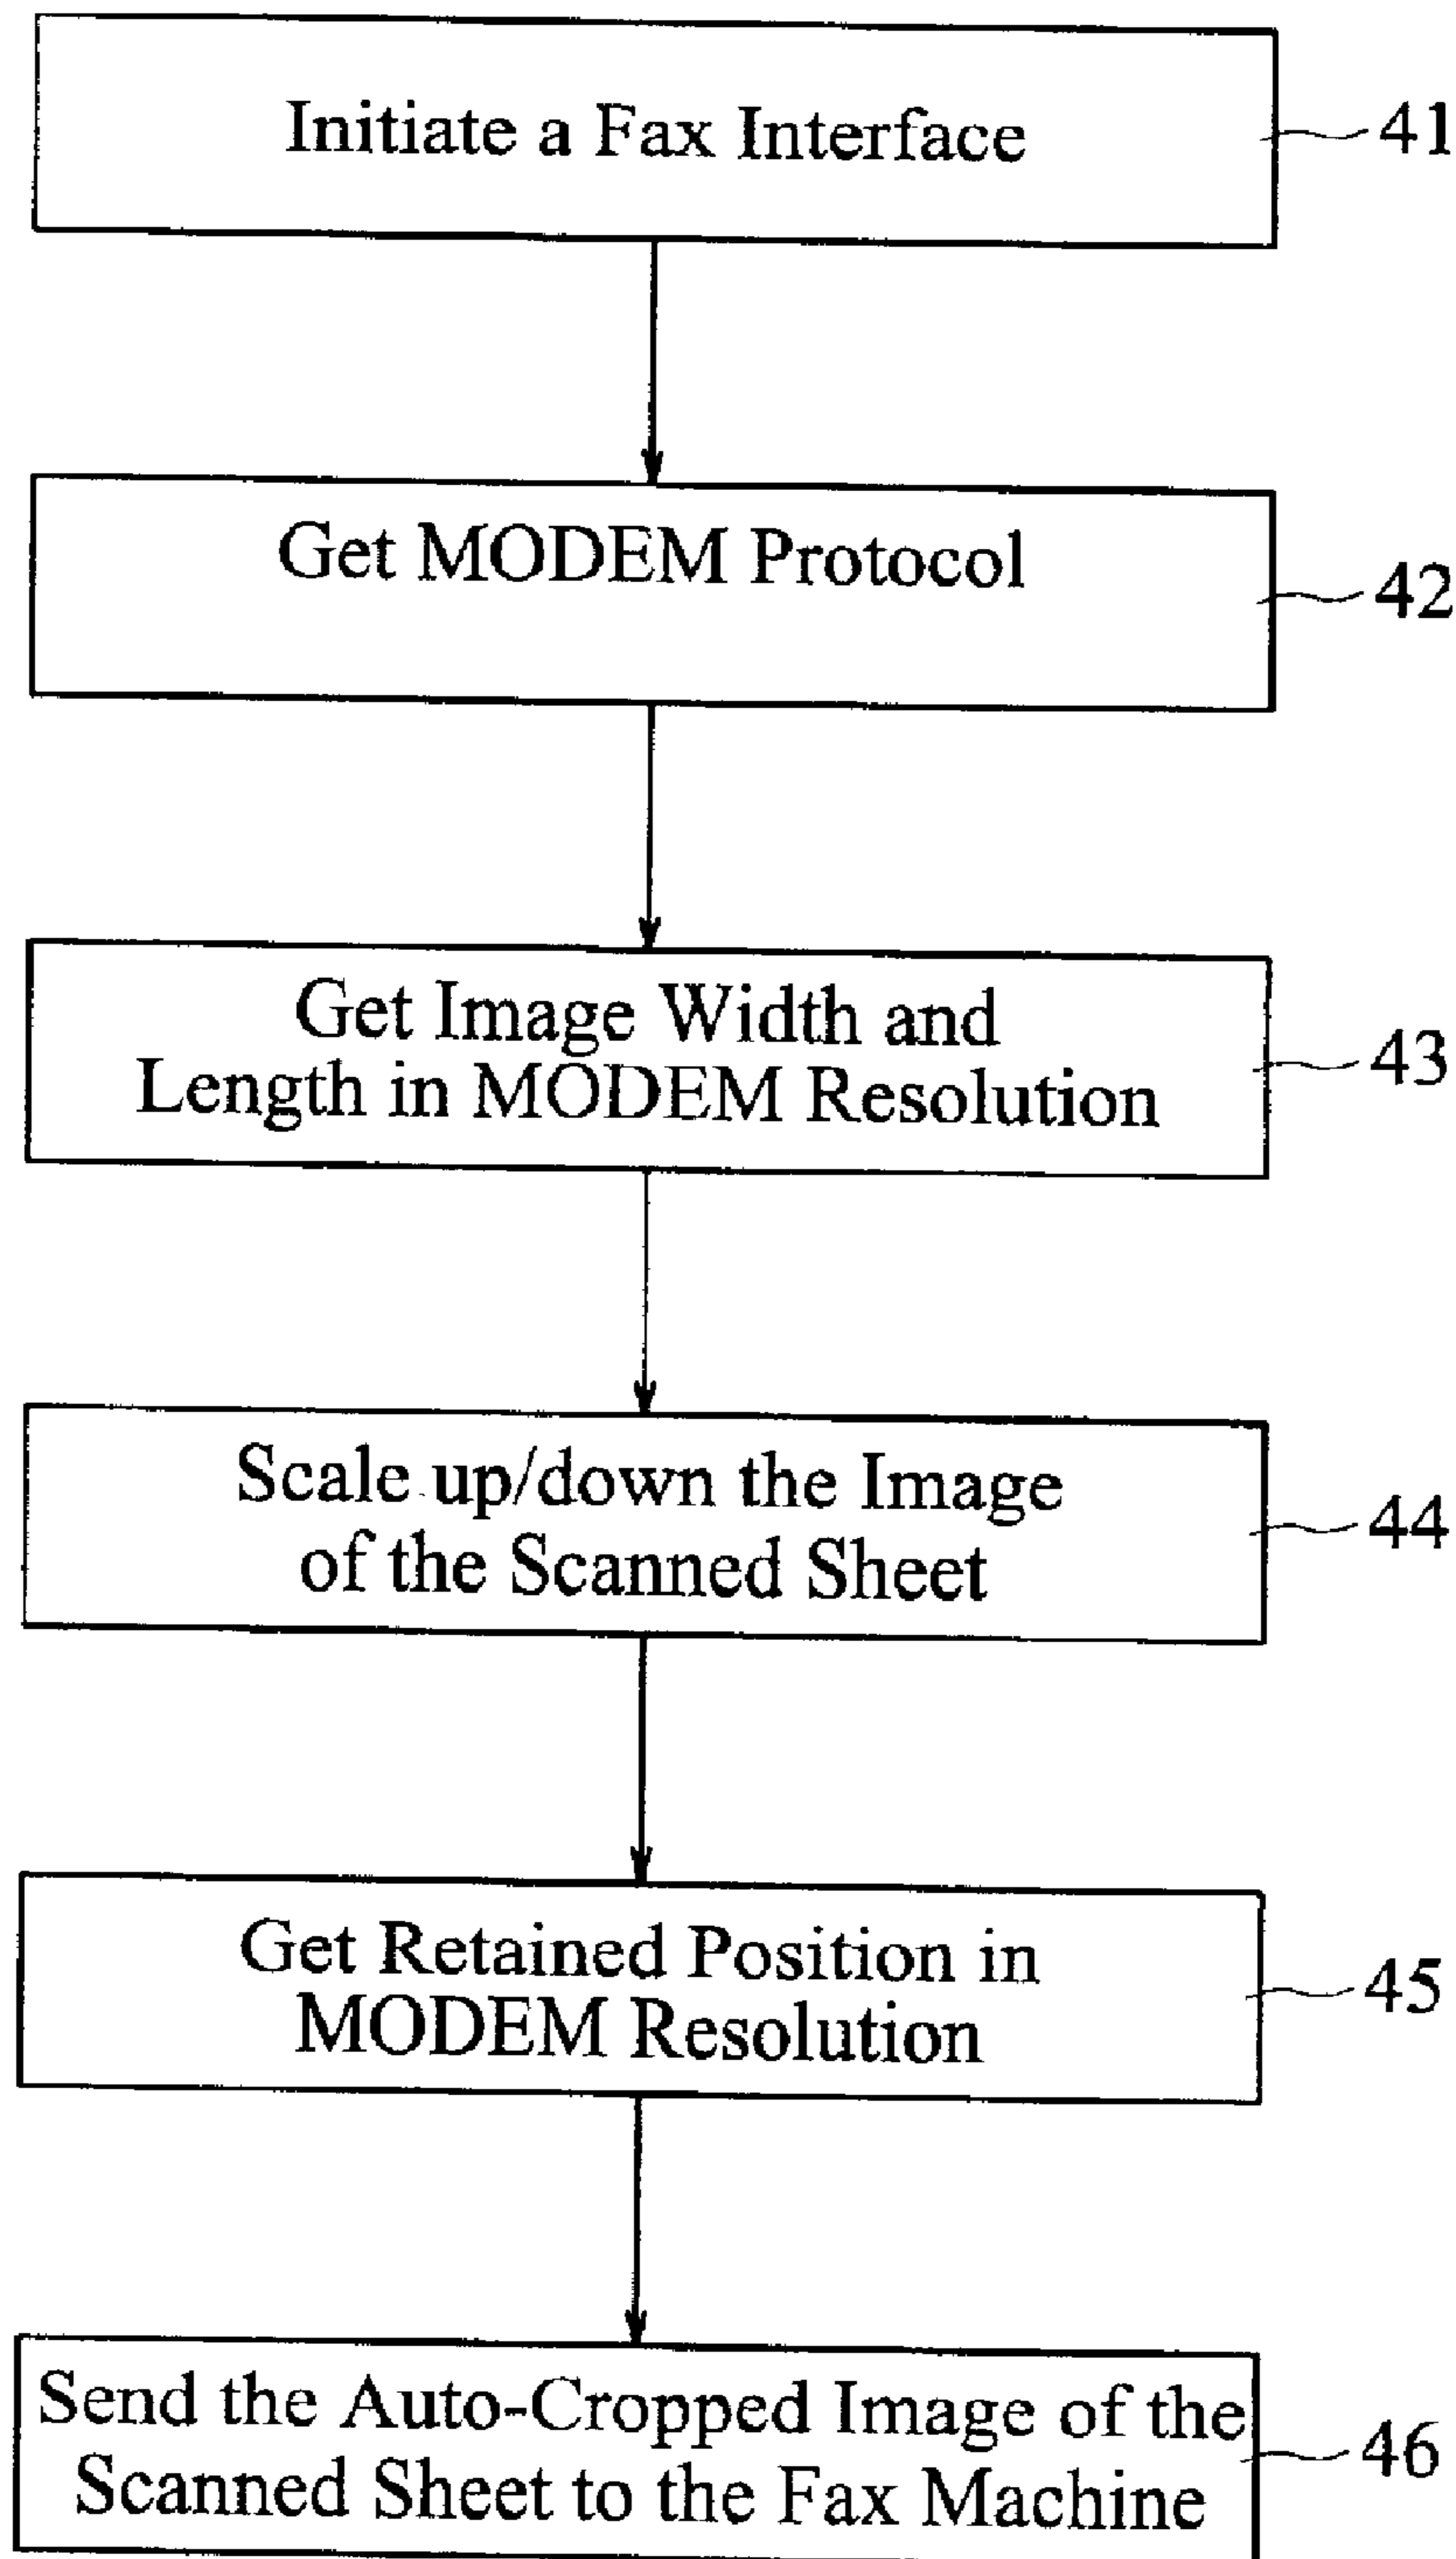 Initiate a Fax Interface
41
Get MODEM Protocol
42
Get Image Width and
Length in MODEM Resolution
43
Scale up/down the Image
of the Scanned Sheet
44
Get Retained Position in
MODEM Resolution
45
Send the Auto-Cropped Image of the
Scanned Sheet to the Fax Machine
46